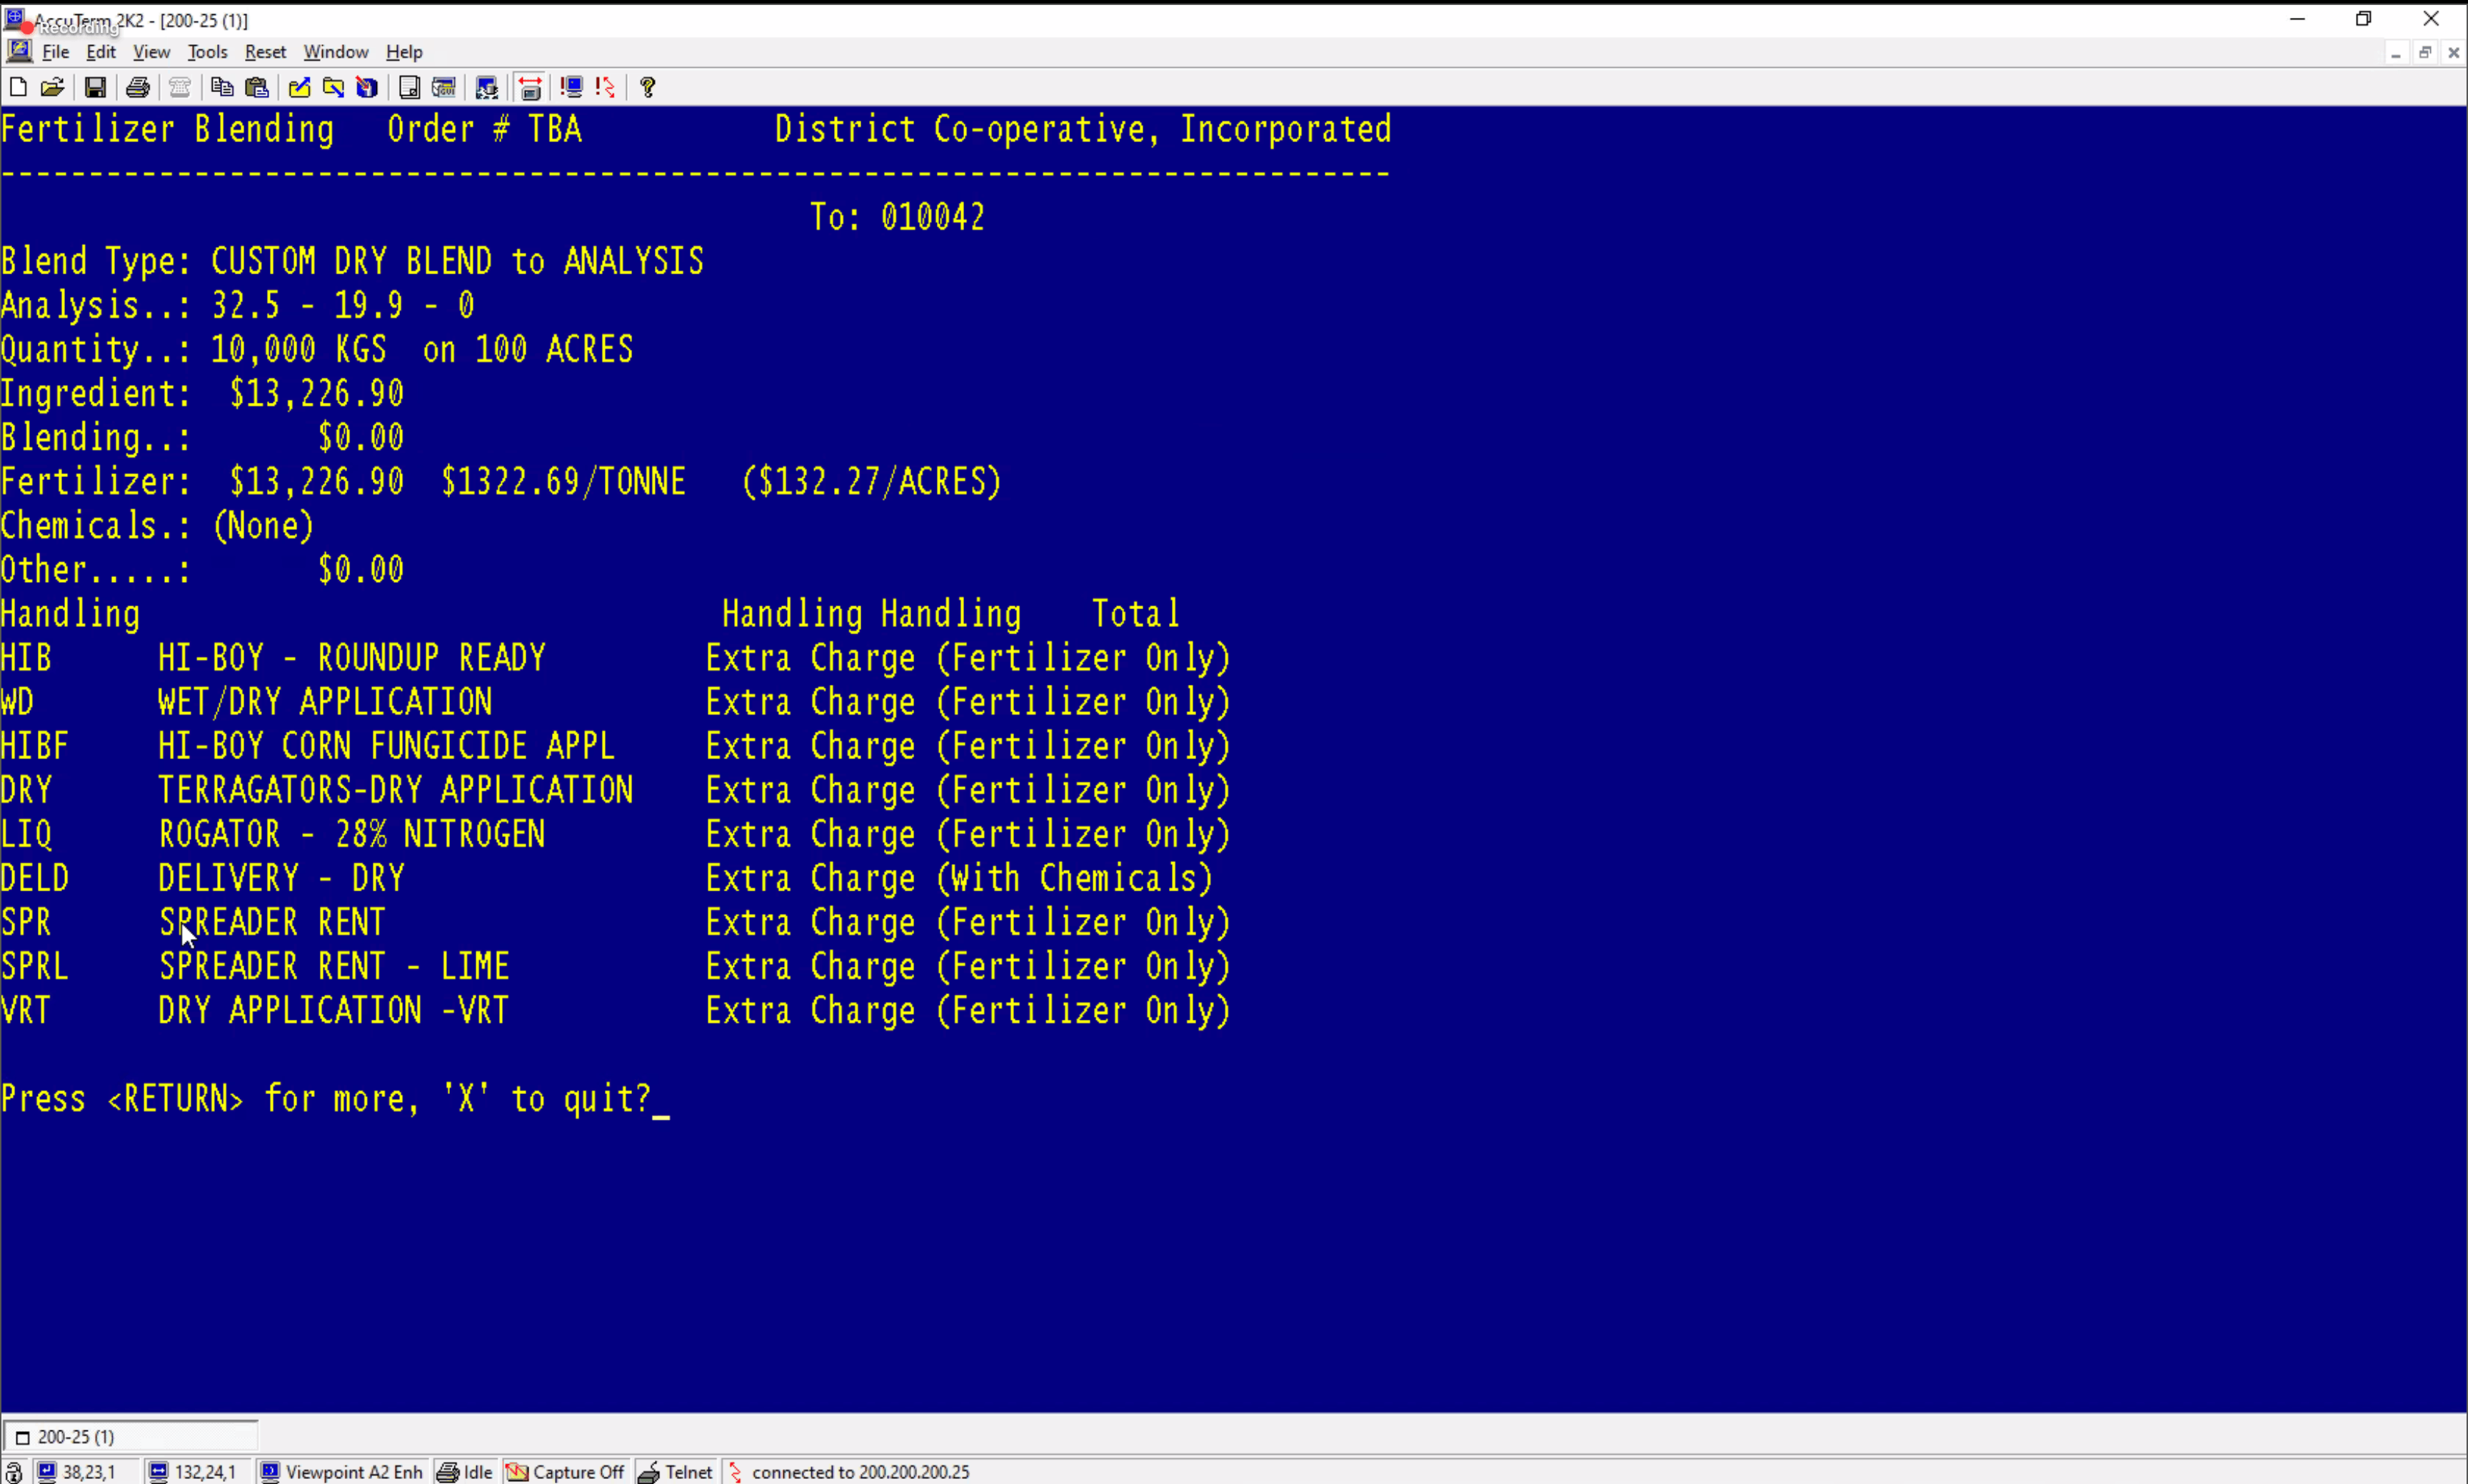 AccuTerm 2K2 - [200-25 (1)]
Recording
File Edit View Tools Reset Window Help
Fertilizer Blending Order # TBA District Co-operative, Incorporated
-------------------------------------------------------------------------------
To: 010042
Blend Type: CUSTOM DRY BLEND to ANALYSIS
Analysis..: 32.5 - 19.9 - 0
Quantity..: 10,000 KGS on 100 ACRES
Ingredient: $13,226.90
Blending..: $0.00
Fertilizer: $13,226.90 $1322.69/TONNE ($132.27/ACRES)
Chemicals.: (None)
Other.....: $0.00
Handling Handling Handling Total
HIB HI-BOY - ROUNDUP READY Extra Charge (Fertilizer Only)
WD WET/DRY APPLICATION Extra Charge (Fertilizer Only)
HIBF HI-BOY CORN FUNGICIDE APPL Extra Charge (Fertilizer Only)
DRY TERRAGATORS-DRY APPLICATION Extra Charge (Fertilizer Only)
LIQ ROGATOR - 28% NITROGEN Extra Charge (Fertilizer Only)
DELD DELIVERY - DRY Extra Charge (With Chemicals)
SPR SPREADER RENT Extra Charge (Fertilizer Only)
SPRL SPREADER RENT - LIME Extra Charge (Fertilizer Only)
VRT DRY APPLICATION -VRT Extra Charge (Fertilizer Only)
Press <RETURN> for more, 'X' to quit?_
200-25 (1)
38,23,1 132,24,1 Viewpoint A2 Enh Idle Capture Off Telnet connected to 200.200.200.25